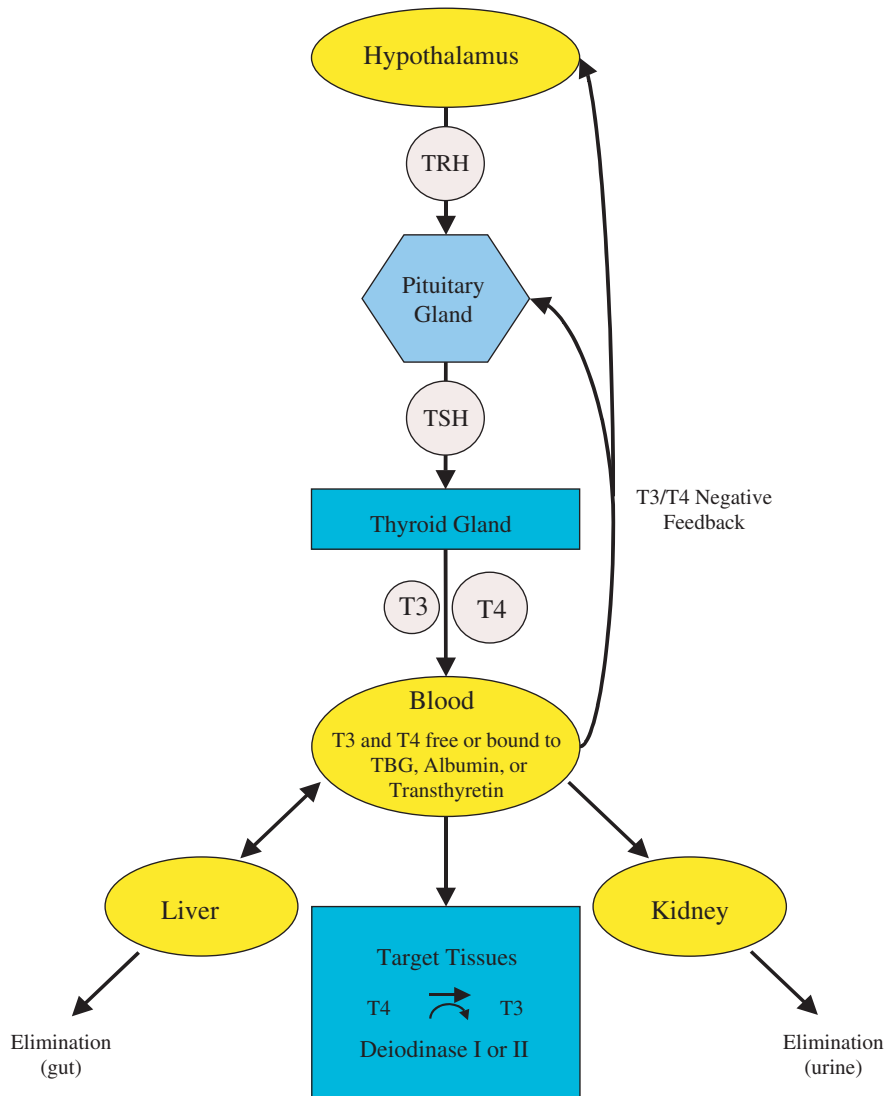 Hypothalamus
TRH
Pituitary
Gland
TSH
Thyroid Gland
T3/T4 Negative
Feedback
T3
T4
Blood
T3 and T4 free or bound to
TBG, Albumin, or
Transthyretin
Liver
Kidney
Target Tissues
T4
T3
Deiodinase I or II
Elimination
(gut)
Elimination
(urine)